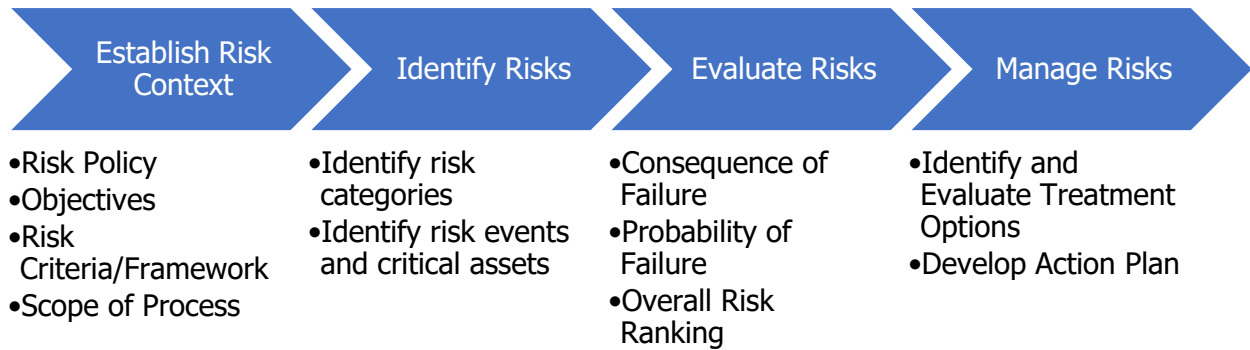 Establish Risk
Context
Identify Risks
Evaluate Risks
Manage Risks
•Risk Policy
•Objectives
•Risk
Criteria/Framework
•Scope of Process
•Identify risk
categories
•Identify risk events
and critical assets
•Consequence of
Failure
•Probability of
Failure
•Overall Risk
Ranking
•Identify and
Evaluate Treatment
Options
•Develop Action Plan